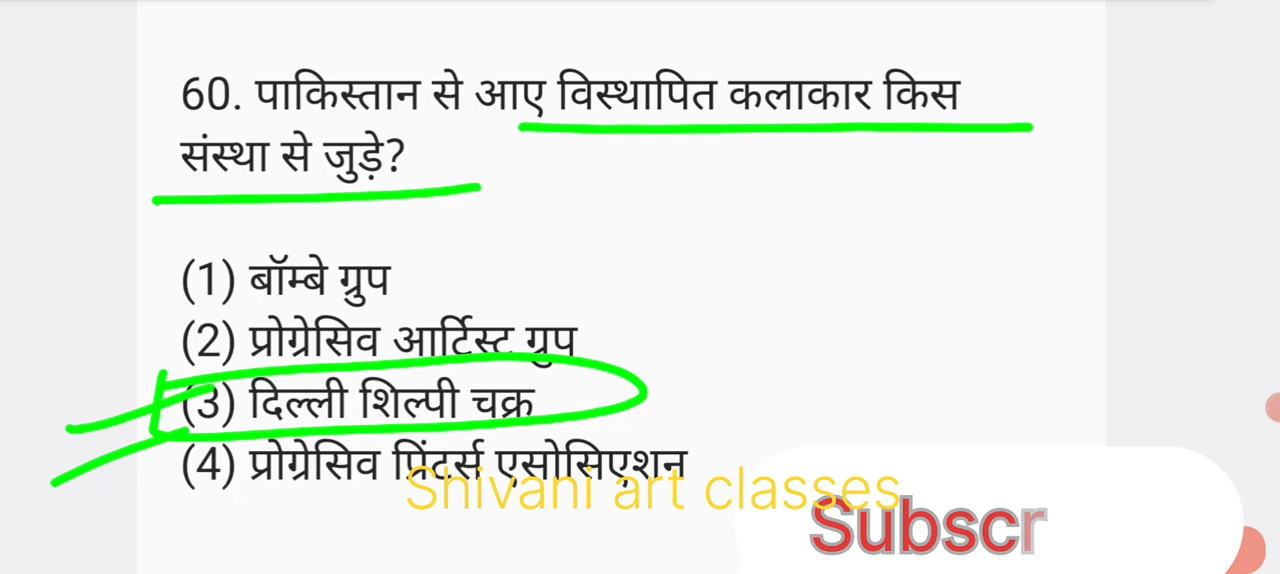 60. पाकिस्तान से आए विस्थापित कलाकार किस
संस्था से जुड़े?
(1) बॉम्बे ग्रुप
(2) प्रोग्रेसिव आर्टिस्ट ग्रुप
(3) दिल्ली शिल्पी चक्र
(4) प्रोग्रेसिव प्रिंटर्स एसोसिएशन
Shivani art classes
Subscr